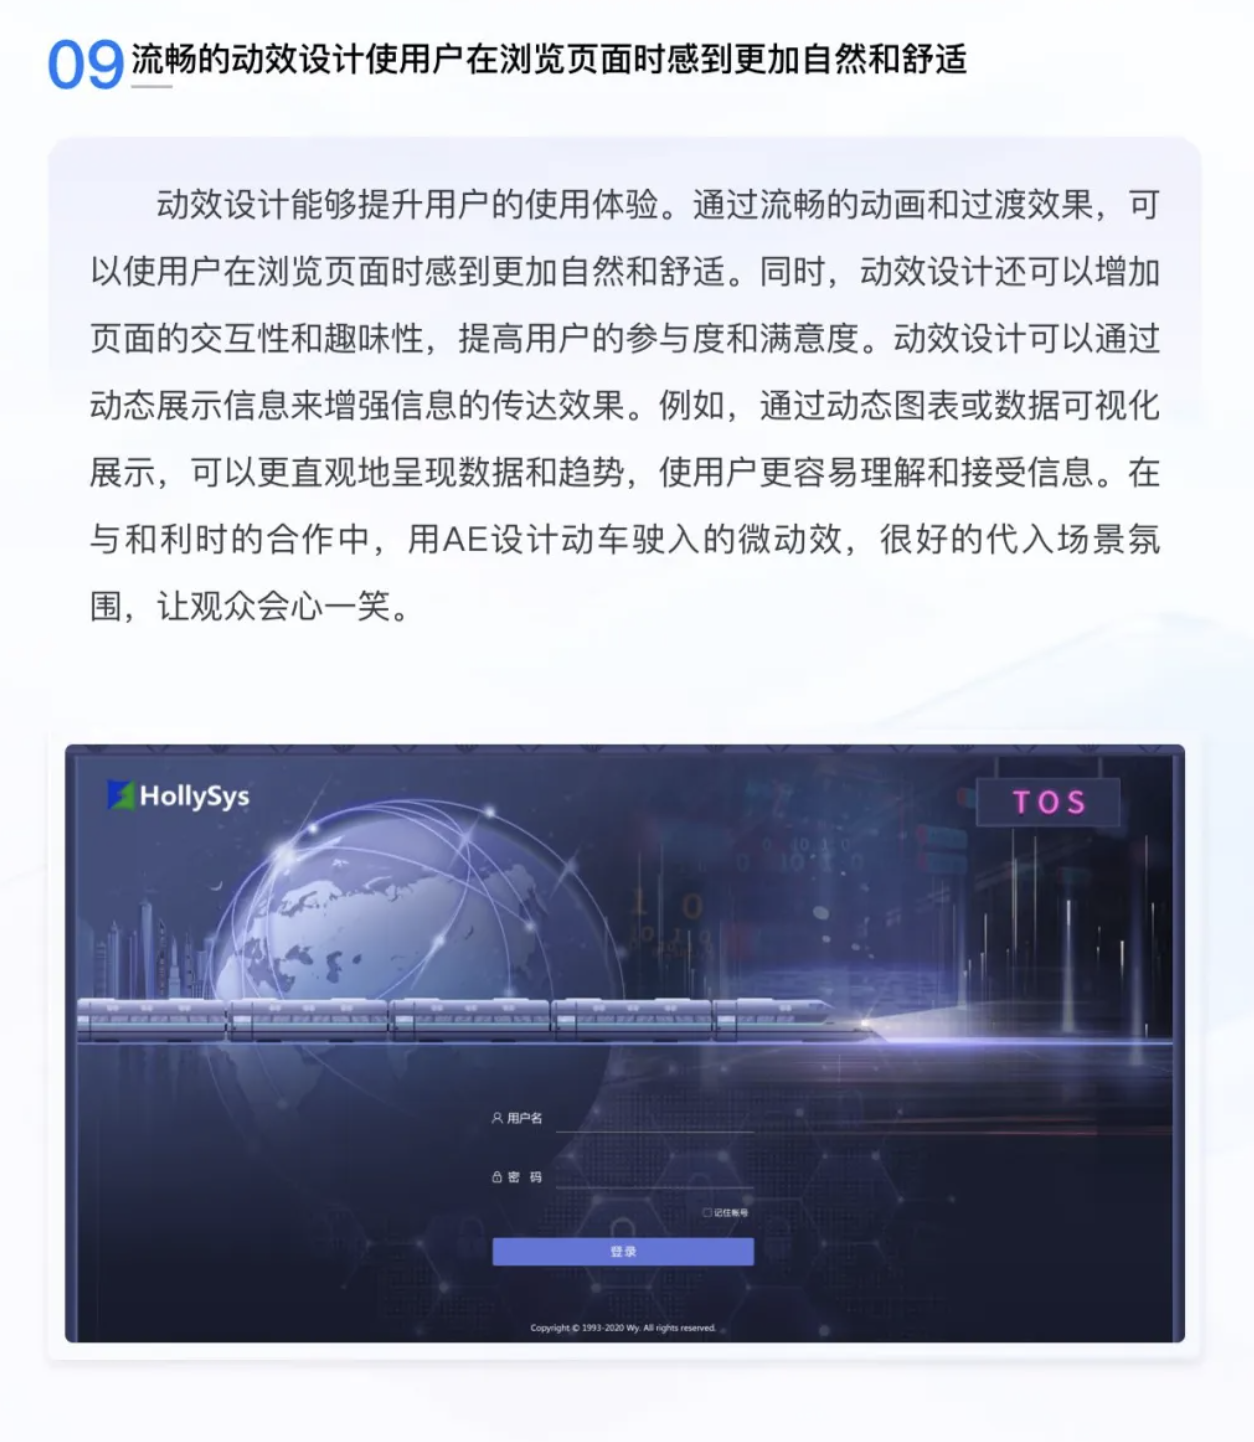 09 流畅的动效设计使用户在浏览页面时感到更加自然和舒适
动效设计能够提升用户的使用体验。通过流畅的动画和过渡效果，可
以使用户在浏览页面时感到更加自然和舒适。同时，动效设计还可以增加
页面的交互性和趣味性，提高用户的参与度和满意度。动效设计可以通过
动态展示信息来增强信息的传达效果。例如，通过动态图表或数据可视化
展示，可以更直观地呈现数据和趋势，使用户更容易理解和接受信息。在
与和利时的合作中，用AE设计动车驶入的微动效，很好的代入场景氛
围，让观众会心一笑。
HollySys
TOS
用户名
密 码
记住帐号
登录
Copyright © 1993-2020 Wy. All rights reserved.